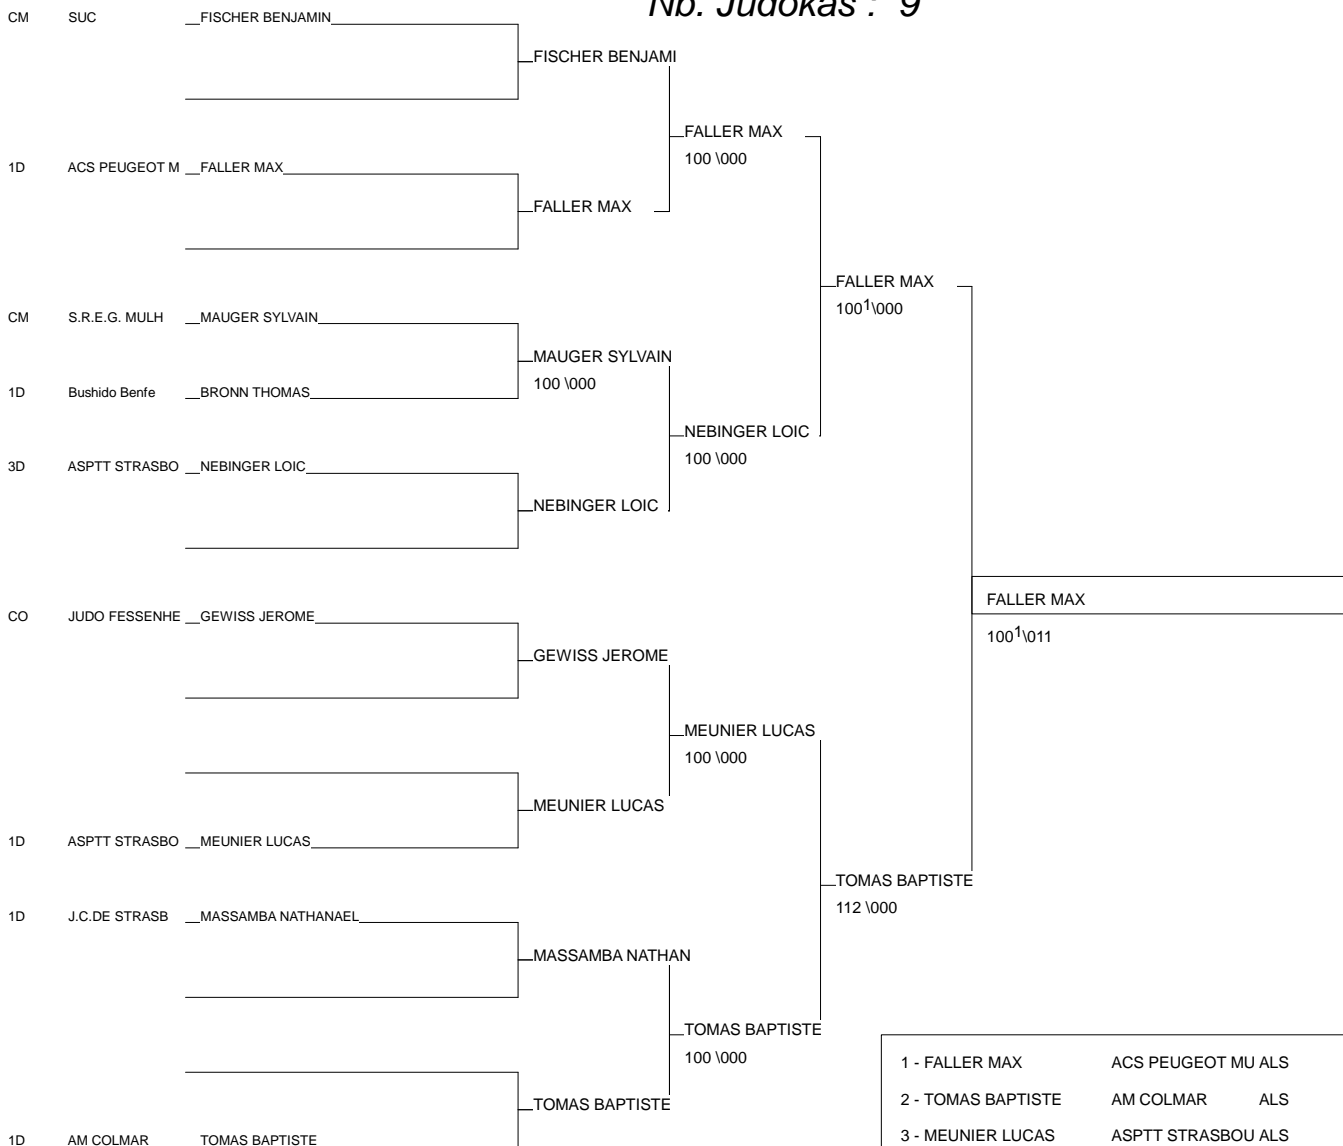 Nb. Judokas : 9
CM SUC FISCHER BENJAMIN
FISCHER BENJAMI
FALLER MAX
100 \000
1D ACS PEUGEOT M FALLER MAX
FALLER MAX
FALLER MAX
1001\000
CM S.R.E.G. MULH MAUGER SYLVAIN
MAUGER SYLVAIN
100 \000
1D Bushido Benfe BRONN THOMAS
NEBINGER LOIC
100 \000
3D ASPTT STRASBO NEBINGER LOIC
NEBINGER LOIC
FALLER MAX
1001\011
CO JUDO FESSENHE GEWISS JEROME
GEWISS JEROME
MEUNIER LUCAS
100 \000
MEUNIER LUCAS
1D ASPTT STRASBO MEUNIER LUCAS
TOMAS BAPTISTE
112 \000
1D J.C.DE STRASB MASSAMBA NATHANAEL
MASSAMBA NATHAN
TOMAS BAPTISTE
100 \000
TOMAS BAPTISTE
1D AM COLMAR TOMAS BAPTISTE
1 - FALLER MAX ACS PEUGEOT MU ALS
2 - TOMAS BAPTISTE AM COLMAR ALS
3 - MEUNIER LUCAS ASPTT STRASBOU ALS